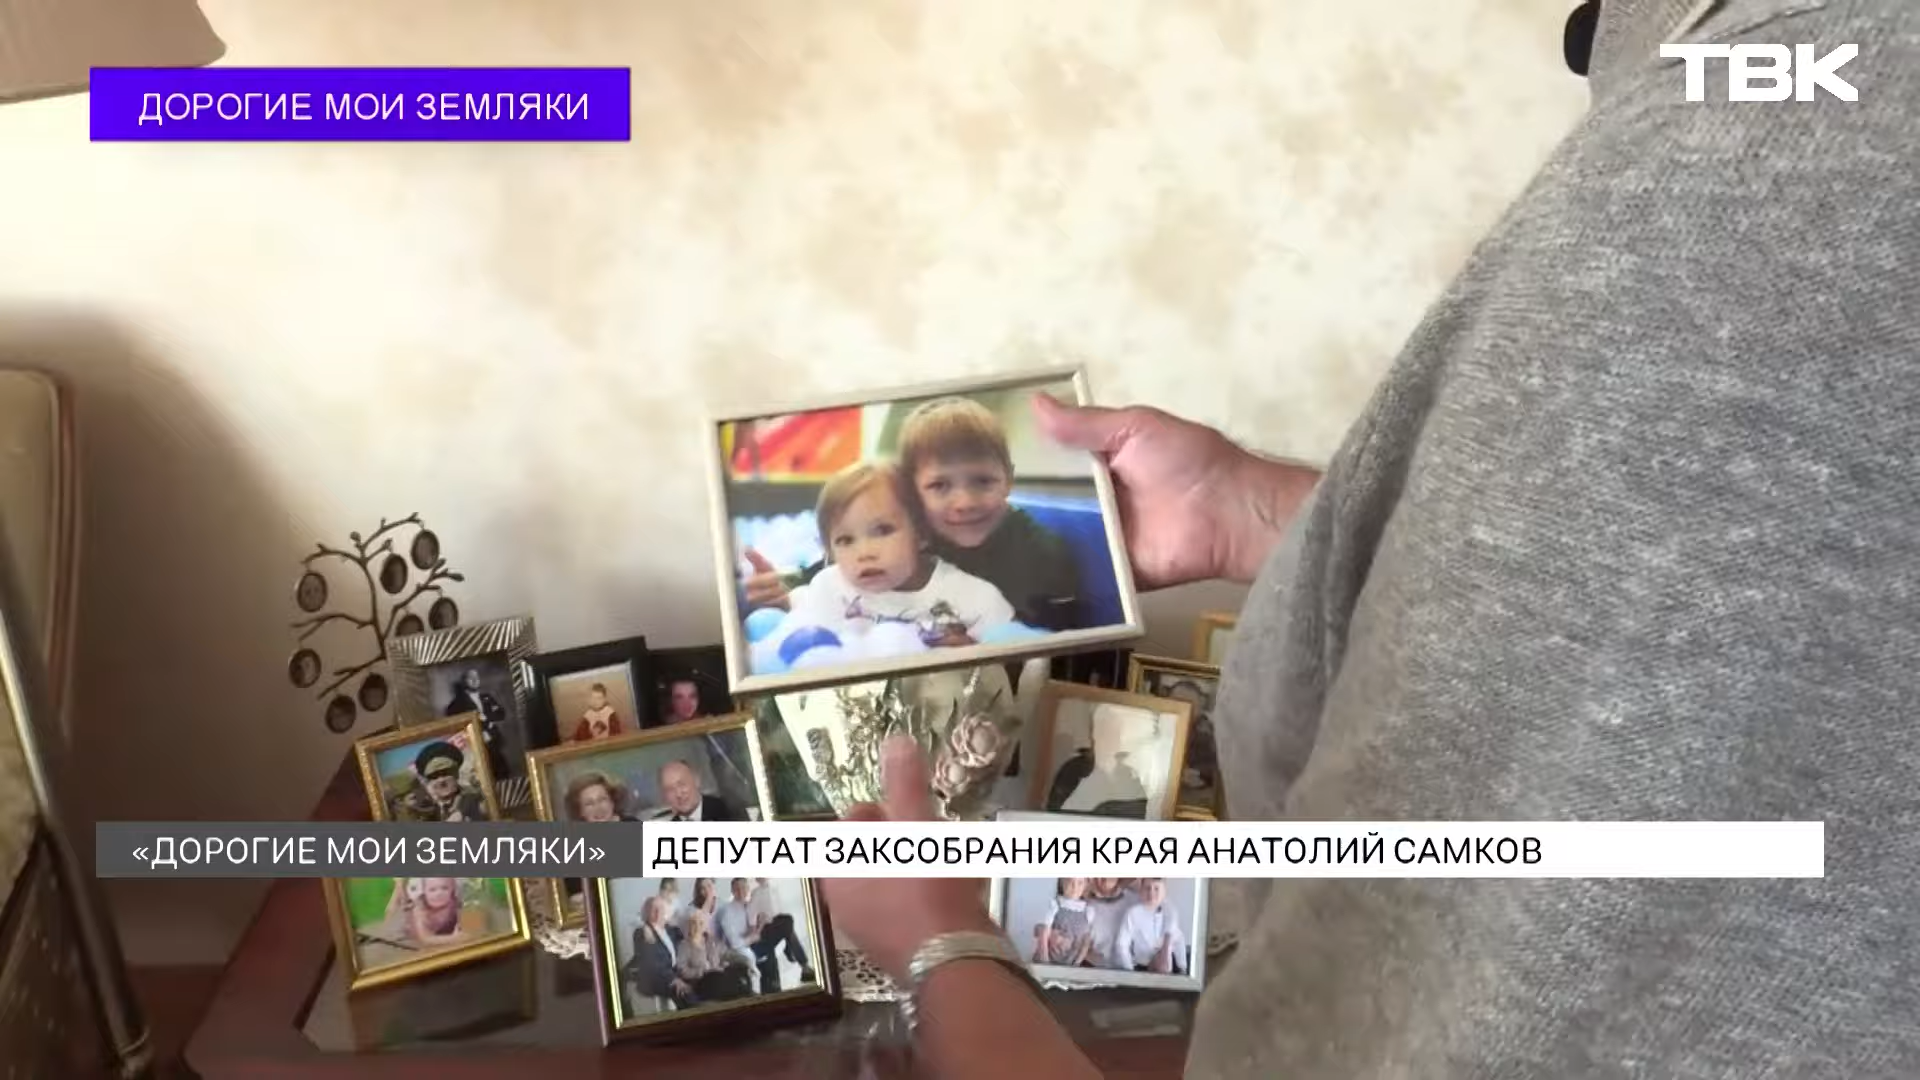 ТВК
ДОРОГИЕ МОИ ЗЕМЛЯКИ
«ДОРОГИЕ МОИ ЗЕМЛЯКИ» ДЕПУТАТ ЗАКСОБРАНИЯ КРАЯ АНАТОЛИЙ САМКОВ